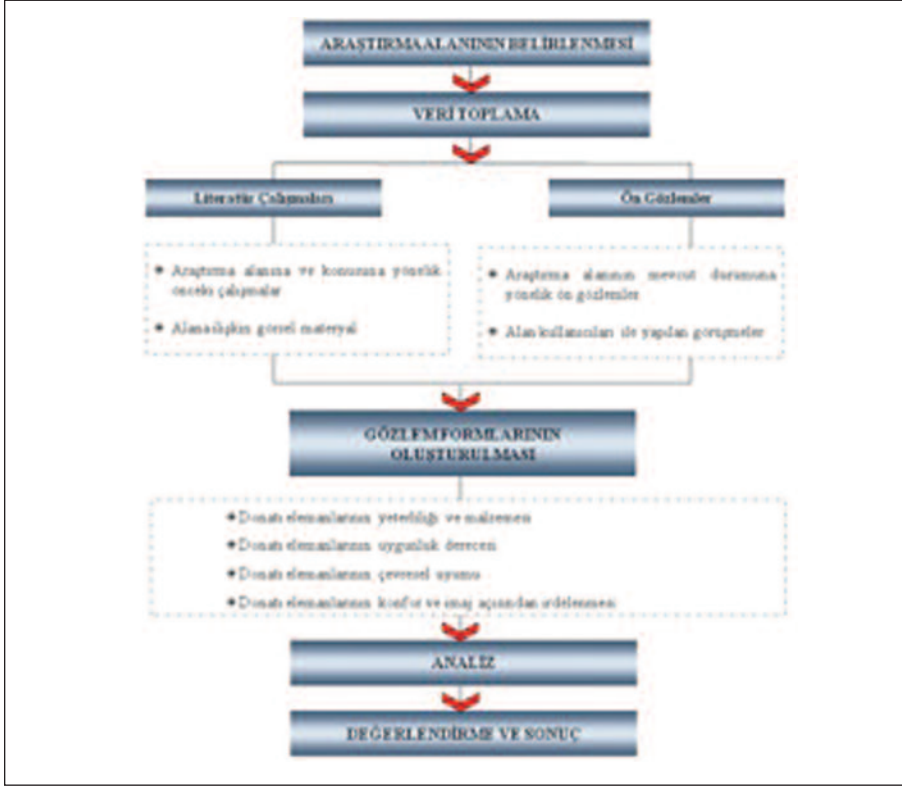 ARAŞTIRMA ALANININ BELİRLENMESİ
VERİ TOPLAMA
Literatür Çalışmaları
Ön Gözlemler
Araştırma alanına ve konusuna yönelik
önceki çalışmalar
Alana ilişkin görsel materyal
Araştırma alanının mevcut durumuna
yönelik ön gözlemler
Alan kullanıcıları ile yapılan görüşmeler
GÖZLEM FORMLARININ
OLUŞTURULMASI
Donatı elemanlarının yeterliliği ve malzemesi
Donatı elemanlarının uygunluk derecesi
Donatı elemanlarının çevresel uyumu
Donatı elemanlarının konfor ve imaj açısından irdelenmesi
ANALİZ
DEĞERLENDİRME VE SONUÇ